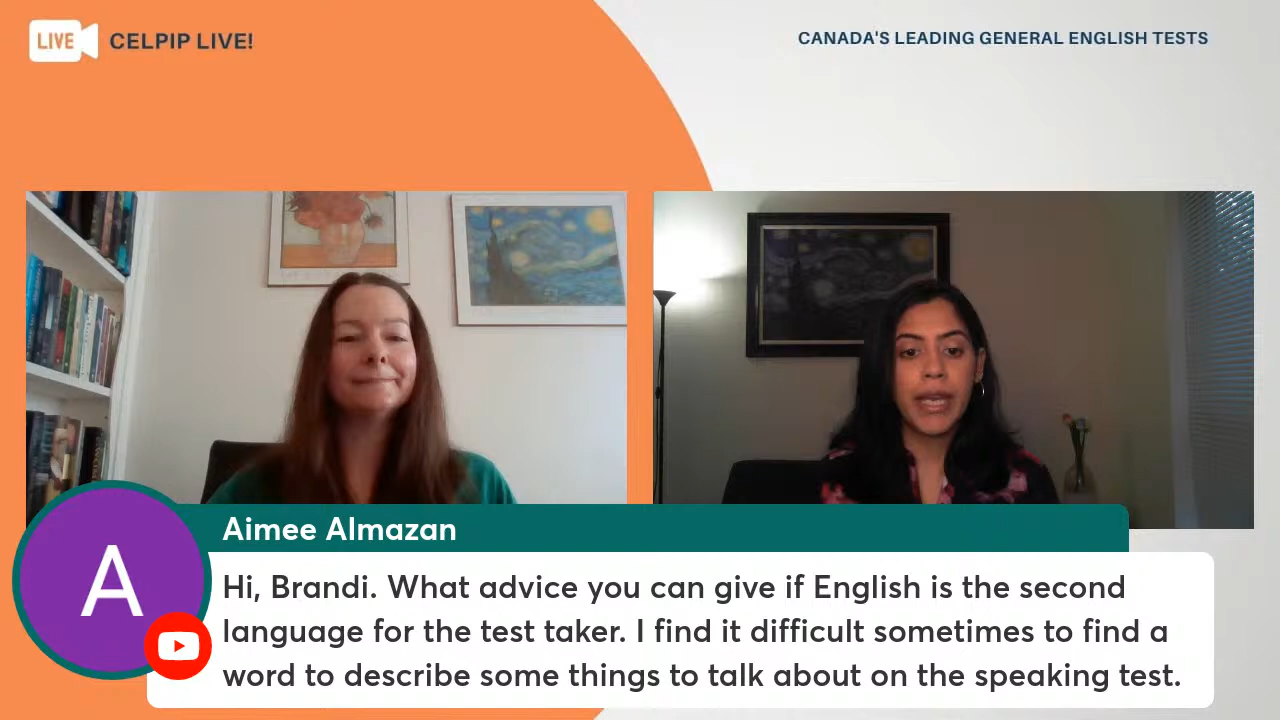 LIVE
CELPIP LIVE!
CANADA'S LEADING GENERAL ENGLISH TESTS
A
Aimee Almazan
Hi, Brandi. What advice you can give if English is the second
language for the test taker. I find it difficult sometimes to find a
word to describe some things to talk about on the speaking test.